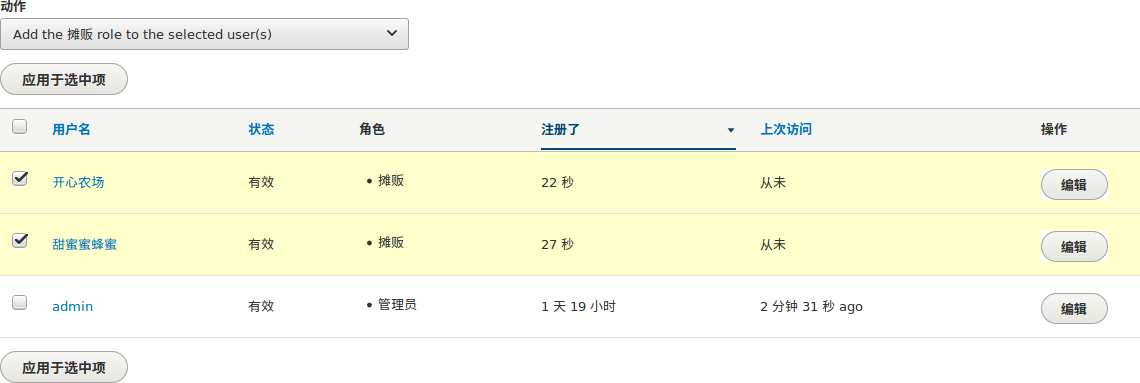 动作
Add the 摊贩 role to the selected user(s)
应用于选中项
用户名 状态 角色 注册了 上次访问 操作
开心农场 有效 • 摊贩 22 秒 从未 编辑
甜蜜蜜蜂蜜 有效 • 摊贩 27 秒 从未 编辑
admin 有效 • 管理员 1 天 19 小时 2 分钟 31 秒 ago 编辑
应用于选中项